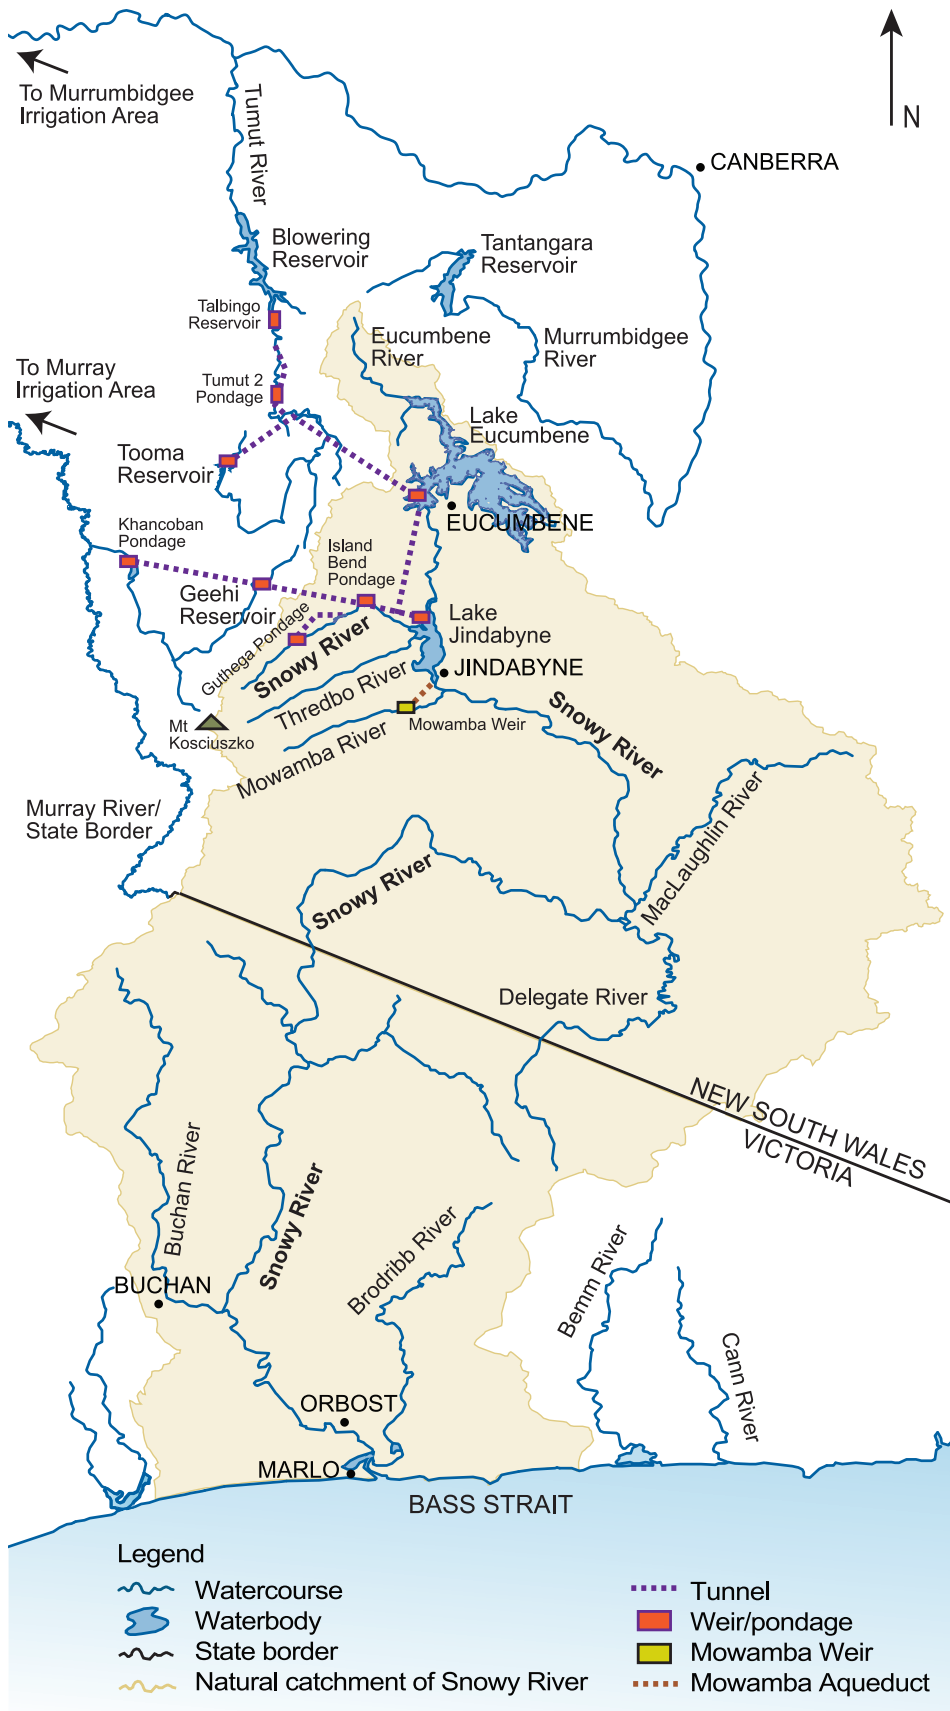 To Murrumbidgee
Irrigation Area
N
Tumut River
CANBERRA
Blowering
Reservoir
Tantangara
Reservoir
Talbingo
Reservoir
Eucumbene
River
Murrumbidgee
River
To Murray
Irrigation Area
Tumut 2
Pondage
Lake
Eucumbene
Tooma
Reservoir
EUCUMBENE
Khancoban
Pondage
Island
Bend
Pondage
Geehi
Reservoir
Guthega Pondage
Snowy River
Lake
Jindabyne
JINDABYNE
Thredbo River
Snowy River
Mt
Kosciuszko
Mowamba River
Mowamba Weir
Murray River/
State Border
MacLaughlin River
Snowy River
Delegate River
NEW SOUTH WALES
VICTORIA
Buchan River
Snowy River
Brodribb River
Bemm River
BUCHAN
Cann River
ORBOST
MARLO
BASS STRAIT
Legend
Watercourse
Waterbody
State border
Natural catchment of Snowy River
Tunnel
Weir/pondage
Mowamba Weir
Mowamba Aqueduct